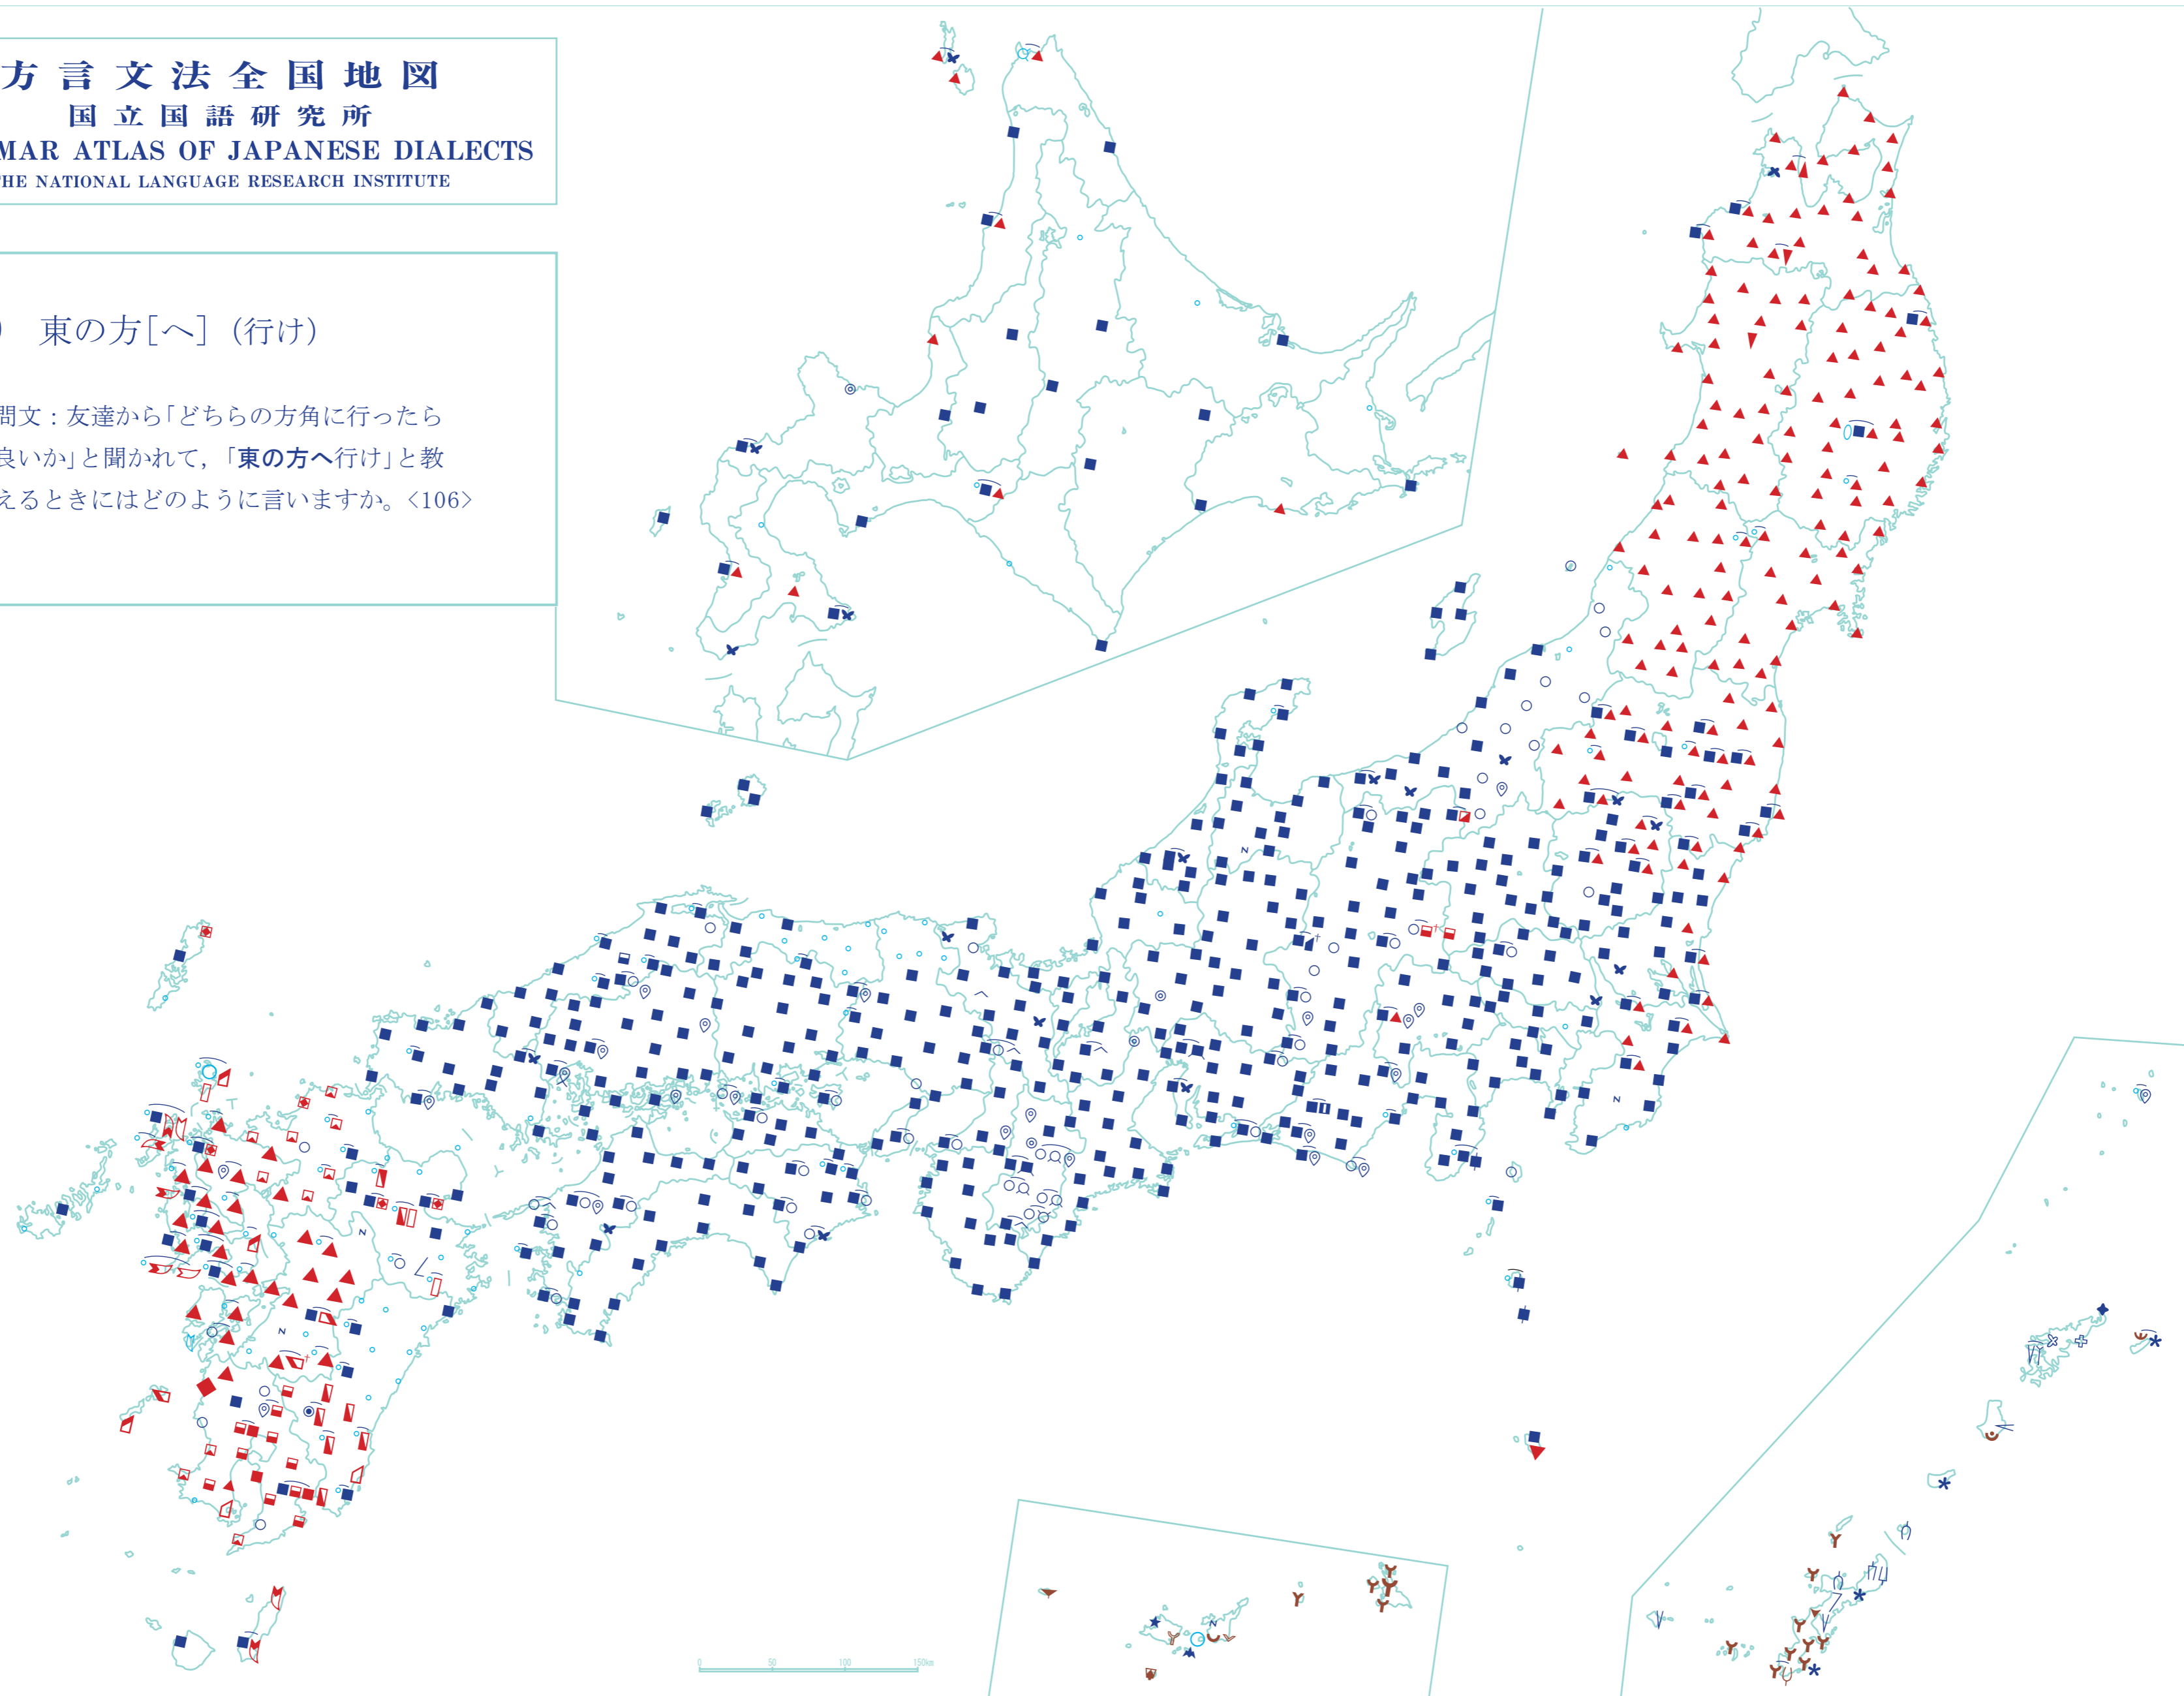 方言文法全国地図
国立国語研究所
MAR ATLAS OF JAPANESE DIALECTS
HE NATIONAL LANGUAGE RESEARCH INSTITUTE
) 東の方[へ] (行け)
問文：友達から「どちらの方角に行ったら
良いか」と聞かれて，「東の方へ行け」と教
えるときにはどのように言いますか。<106>
0 50 100 150km